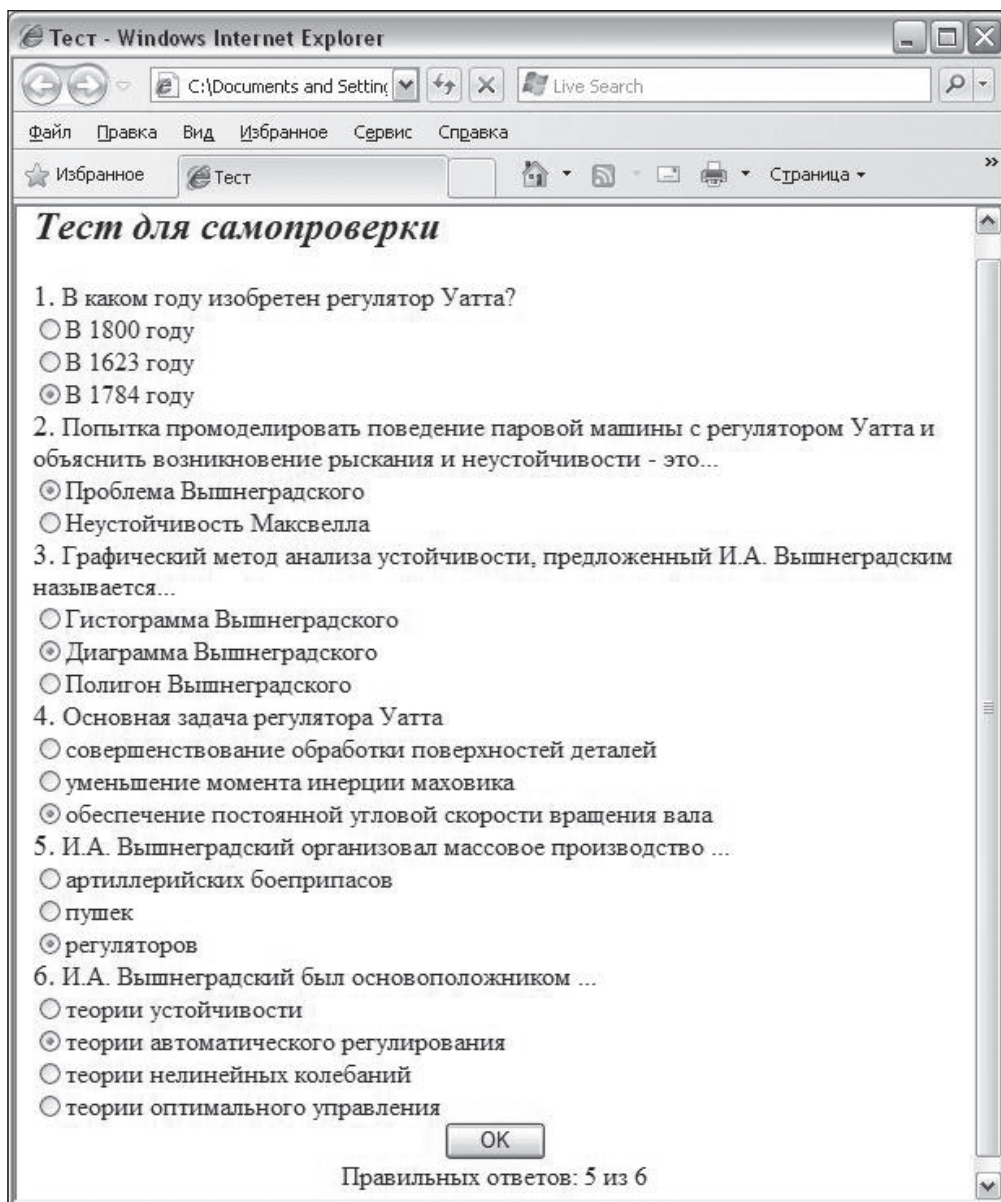 Тест - Windows Internet Explorer
C:\Documents and Setting
Live Search
Файл Правка Вид Избранное Сервис Справка
Избранное Тест Страница
»
Тест для самопроверки
1. В каком году изобретен регулятор Уатта?
В 1800 году
В 1623 году
В 1784 году
2. Попытка промоделировать поведение паровой машины с регулятором Уатта и
объяснить возникновение рыскания и неустойчивости - это...
Проблема Вышнеградского
Неустойчивость Максвелла
3. Графический метод анализа устойчивости, предложенный И.А. Вышнеградским
называется...
Гистограмма Вышнеградского
Диаграмма Вышнеградского
Полигон Вышнеградского
4. Основная задача регулятора Уатта
совершенствование обработки поверхностей деталей
уменьшение момента инерции маховика
обеспечение постоянной угловой скорости вращения вала
5. И.А. Вышнеградский организовал массовое производство ...
артиллерийских боеприпасов
пушек
регуляторов
6. И.А. Вышнеградский был основоположником ...
теории устойчивости
теории автоматического регулирования
теории нелинейных колебаний
теории оптимального управления
OK
Правильных ответов: 5 из 6